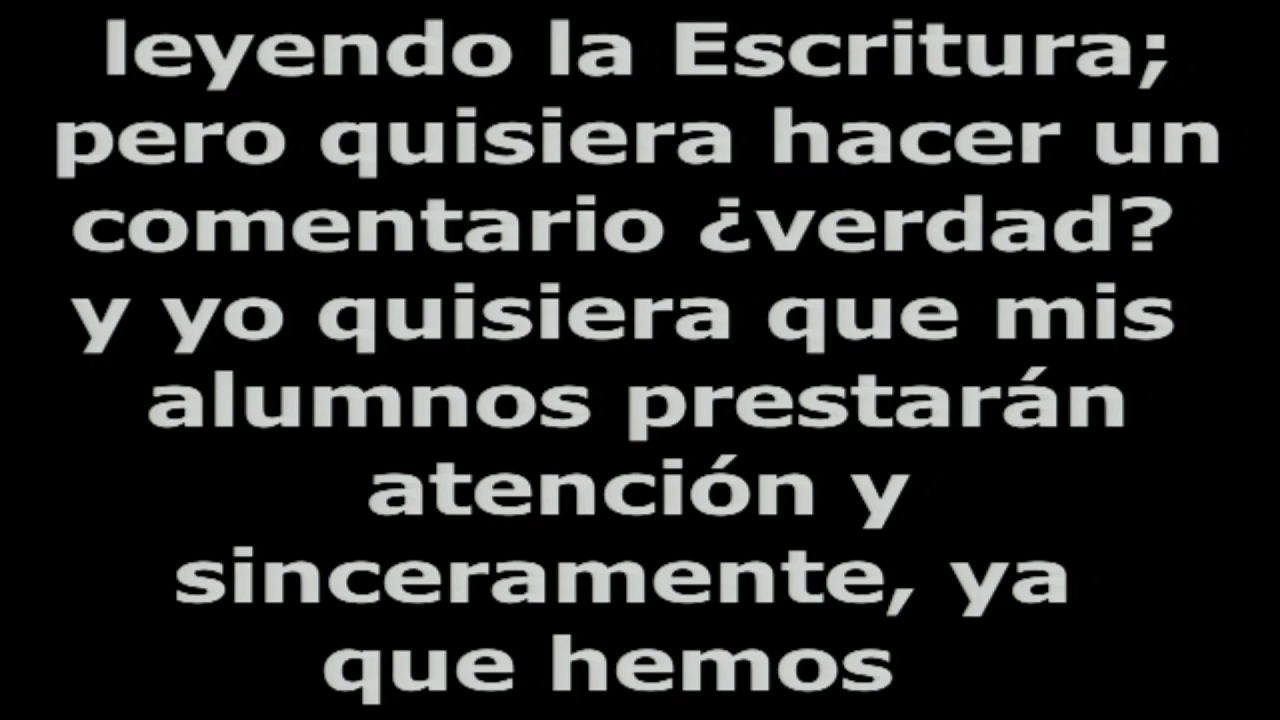 leyendo la Escritura;
pero quisiera hacer un
comentario ¿verdad?
y yo quisiera que mis
alumnos prestarán
atención y
sinceramente, ya
que hemos